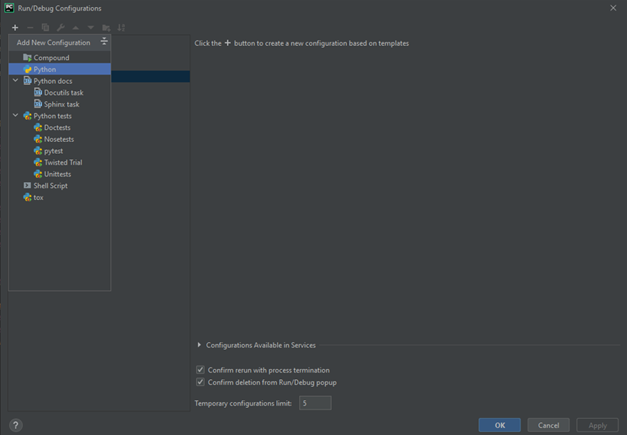 PC
Run/Debug Configurations
Add New Configuration
Click the + button to create a new configuration based on templates
Compound
Python
Python docs
Docutils task
Sphinx task
Python tests
Doctests
Nosetests
pytest
Twisted Trial
Unittests
Shell Script
tox
Configurations Available in Services
Confirm rerun with process termination
Confirm deletion from Run/Debug popup
Temporary configurations limit: 5
? OK Cancel Apply